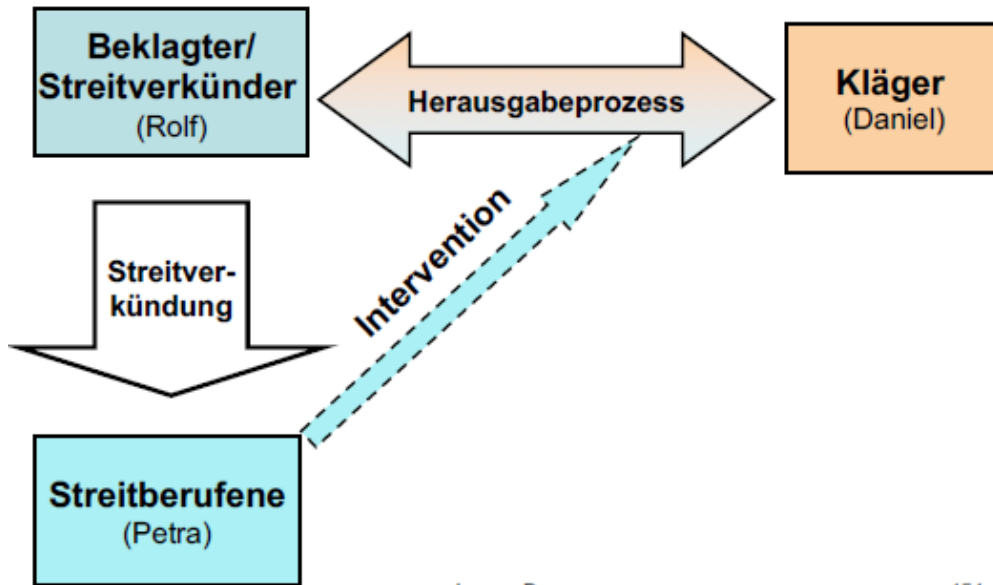 Beklagter/
Streitverkünder
(Rolf)
Herausgabeprozess
Kläger
(Daniel)
Streitver-
kündung
Intervention
Streitberufene
(Petra)